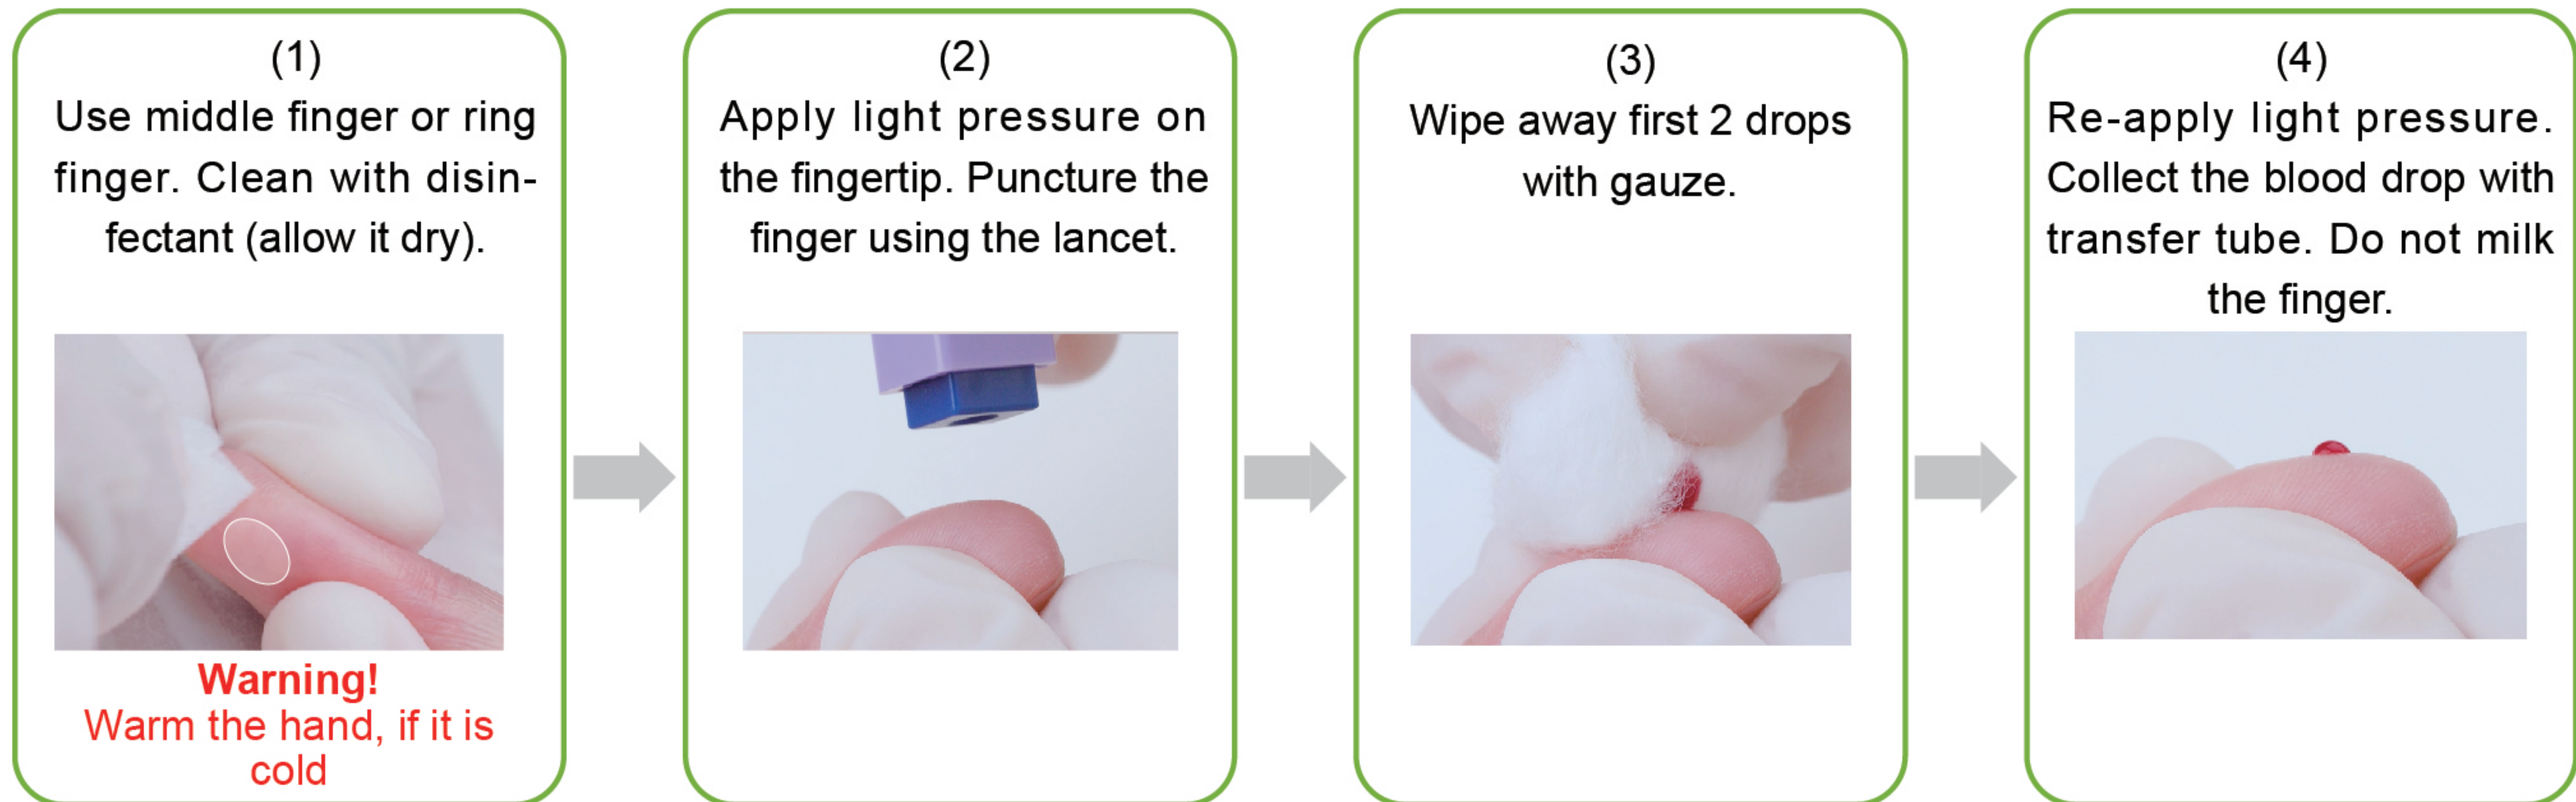 (1)
Use middle finger or ring
finger. Clean with disin-
fectant (allow it dry).
Warning!
Warm the hand, if it is
cold
(2)
Apply light pressure on
the fingertip. Puncture the
finger using the lancet.
(3)
Wipe away first 2 drops
with gauze.
(4)
Re-apply light pressure.
Collect the blood drop with
transfer tube. Do not milk
the finger.